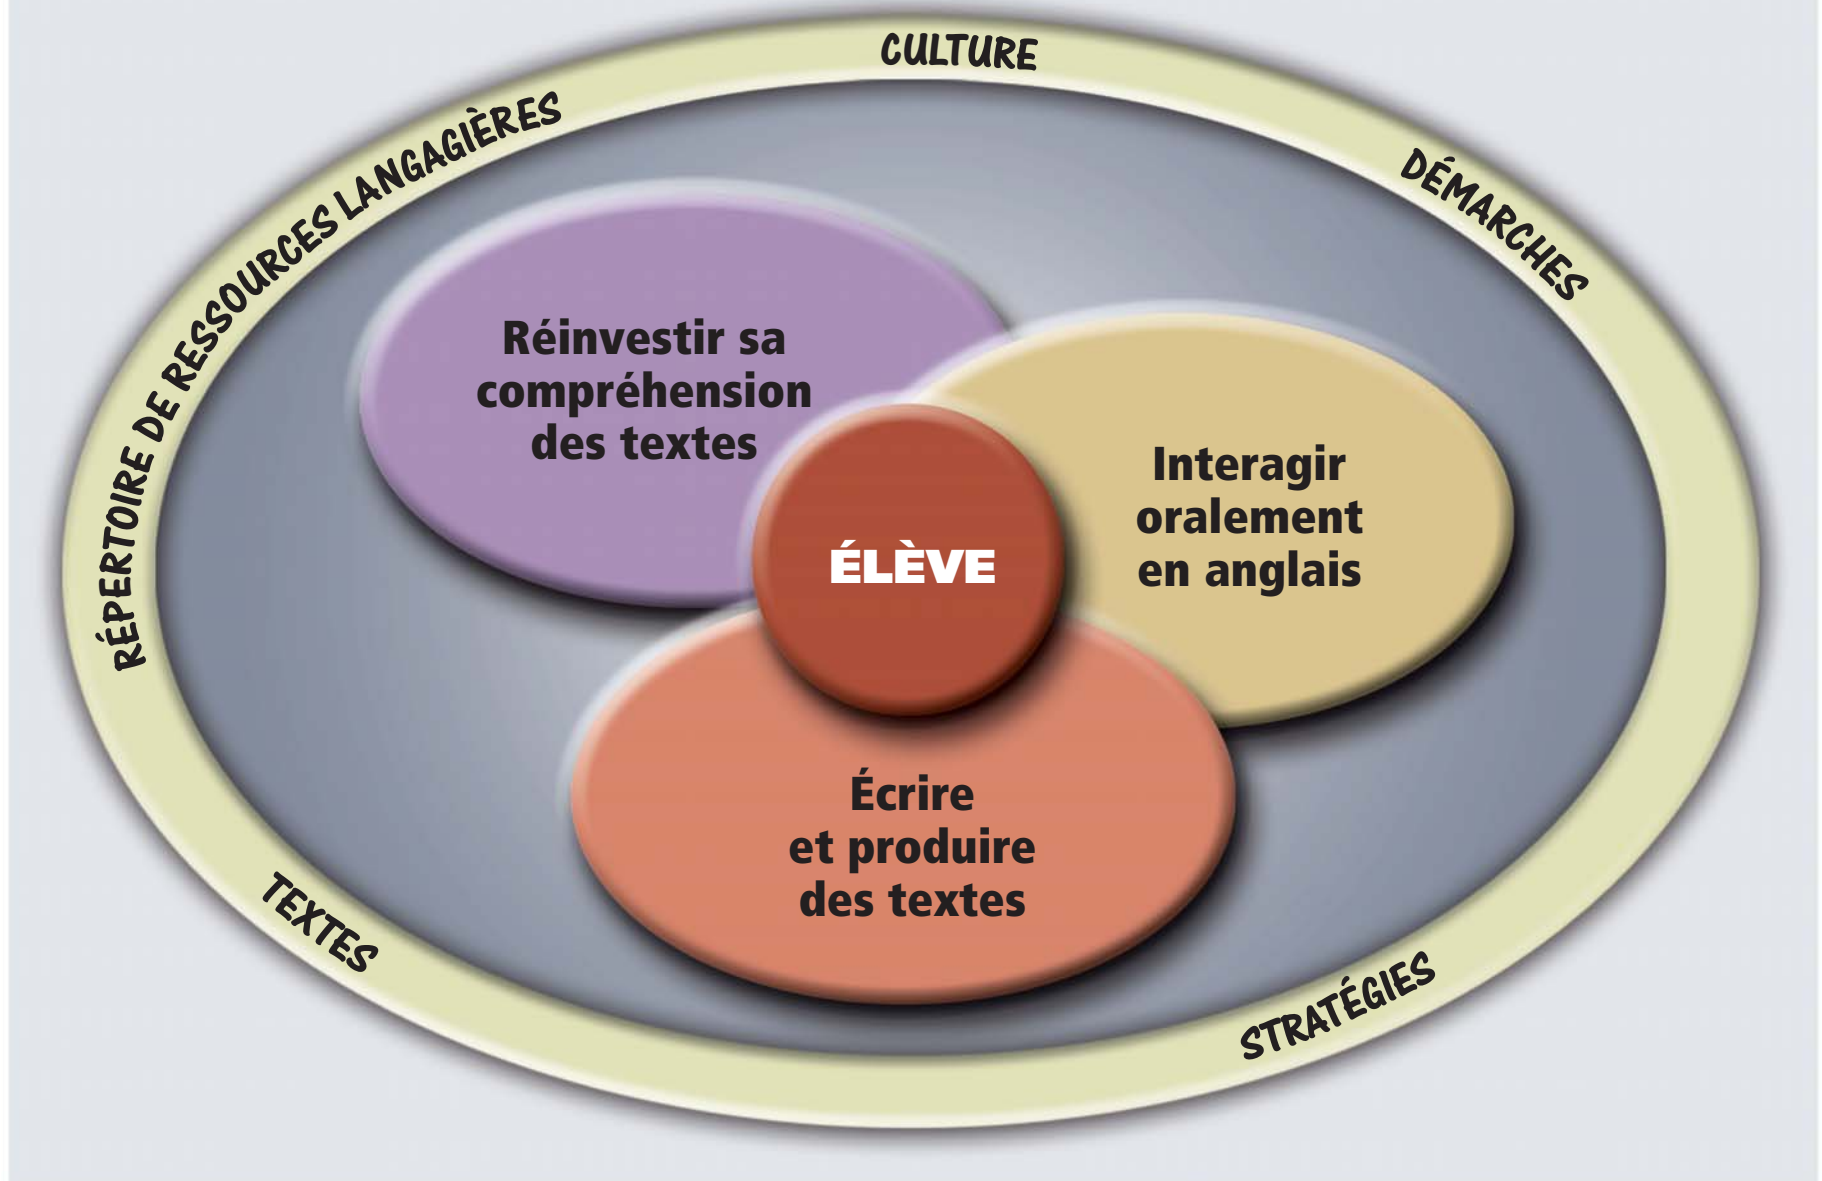 CULTURE
RÉPERTOIRE DE RESSOURCES LANGAGIÈRES
DÉMARCHES
Réinvestir sa
compréhension
des textes
Interagir
oralement
en anglais
ÉLÈVE
Écrire
et produire
des textes
TEXTES
STRATÉGIES